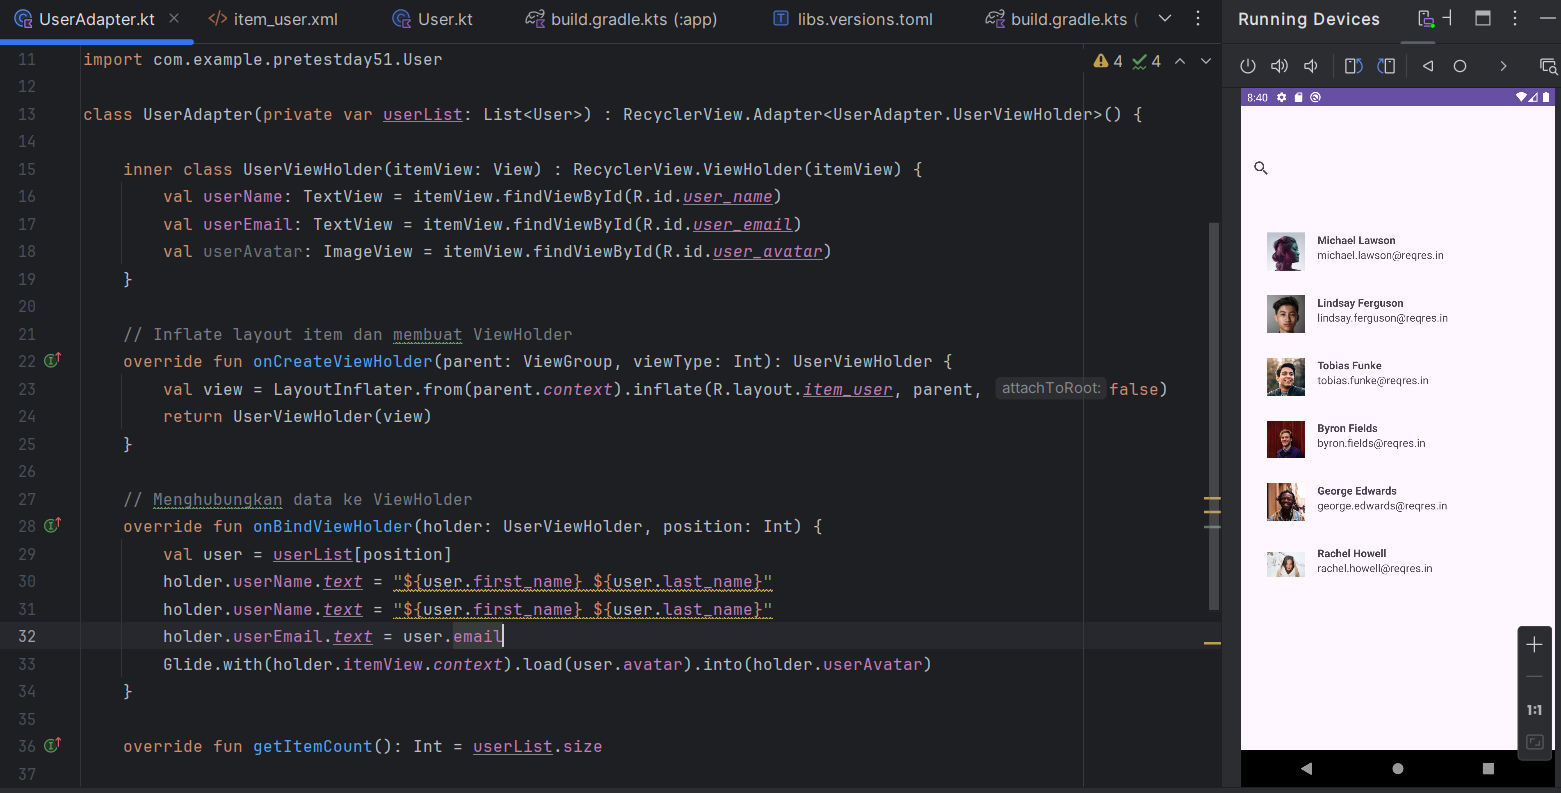 UserAdapter.kt
item_user.xml
User.kt
build.gradle.kts (:app)
libs.versions.toml
build.gradle.kts (
Running Devices
11 import com.example.pretestday51.User
4 4
12
13 class UserAdapter(private var userList: List<User>) : RecyclerView.Adapter<UserAdapter.UserViewHolder>() {
14
15 inner class UserViewHolder(itemView: View) : RecyclerView.ViewHolder(itemView) {
16 val userName: TextView = itemView.findViewById(R.id.user_name)
17 val userEmail: TextView = itemView.findViewById(R.id.user_email)
18 val userAvatar: ImageView = itemView.findViewById(R.id.user_avatar)
19 }
20
21 // Inflate layout item dan membuat ViewHolder
22 override fun onCreateViewHolder(parent: ViewGroup, viewType: Int): UserViewHolder {
23 val view = LayoutInflater.from(parent.context).inflate(R.layout.item_user, parent, attachToRoot: false)
24 return UserViewHolder(view)
25 }
26
27 // Menghubungkan data ke ViewHolder
28 override fun onBindViewHolder(holder: UserViewHolder, position: Int) {
29 val user = userList[position]
30 holder.userName.text = "${user.first_name} ${user.last_name}"
31 holder.userName.text = "${user.first_name} ${user.last_name}"
32 holder.userEmail.text = user.email
33 Glide.with(holder.itemView.context).load(user.avatar).into(holder.userAvatar)
34 }
35
36 override fun getItemCount(): Int = userList.size
37
8:40
Michael Lawson
michael.lawson@reqres.in
Lindsay Ferguson
lindsay.ferguson@reqres.in
Tobias Funke
tobias.funke@reqres.in
Byron Fields
byron.fields@reqres.in
George Edwards
george.edwards@reqres.in
Rachel Howell
rachel.howell@reqres.in
1:1